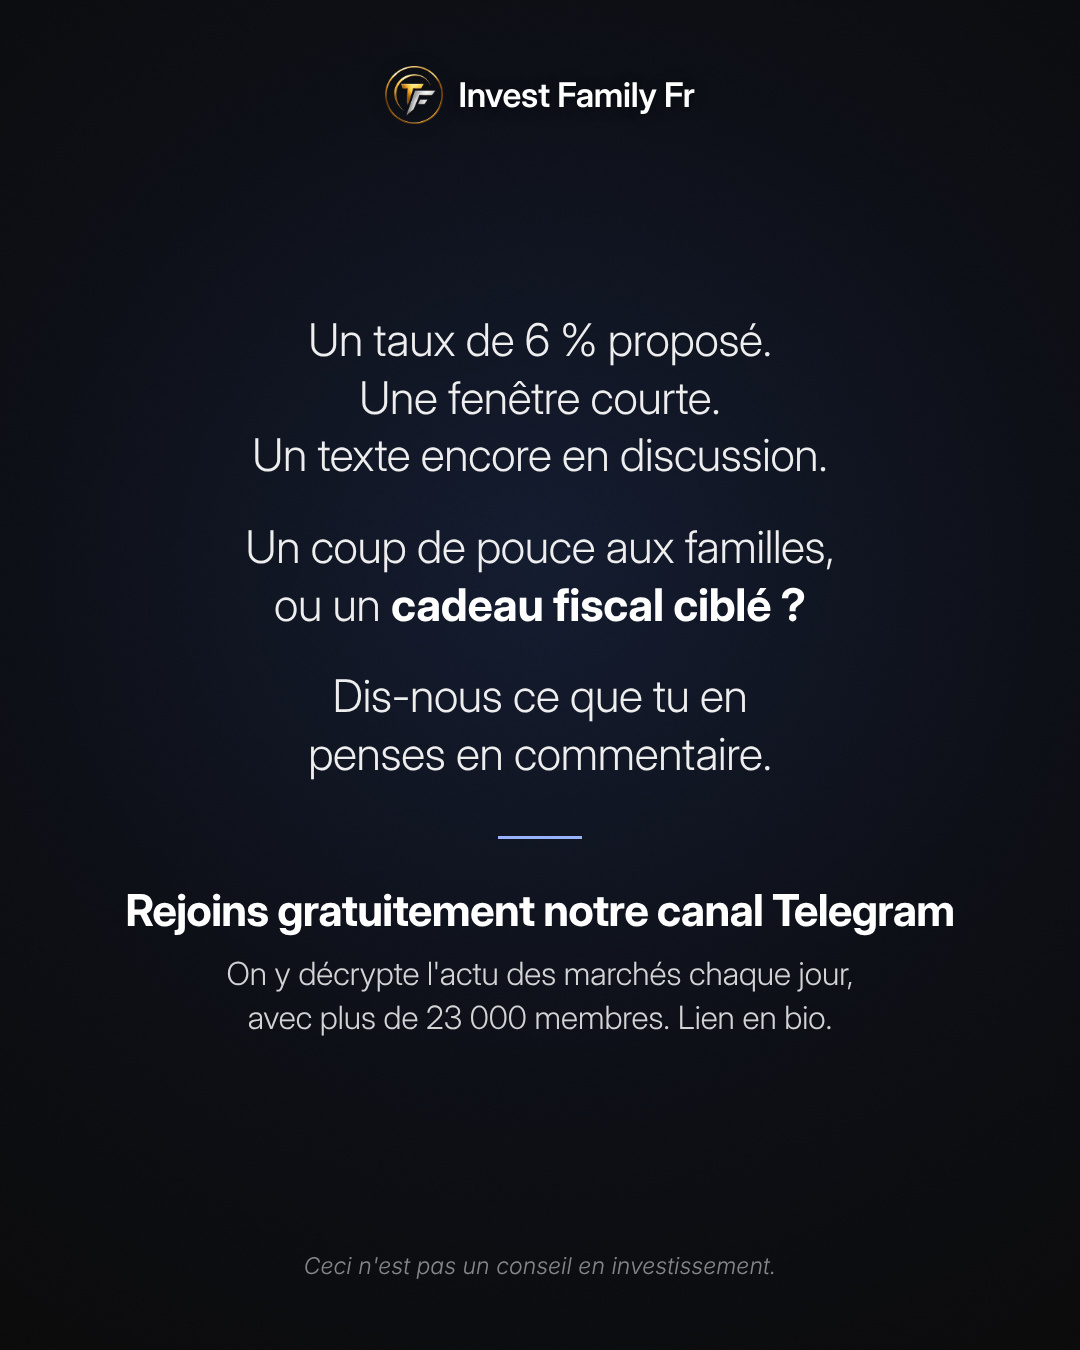 TF Invest Family Fr
Un taux de 6 % proposé.
Une fenêtre courte.
Un texte encore en discussion.
Un coup de pouce aux familles,
ou un cadeau fiscal ciblé ?
Dis-nous ce que tu en
penses en commentaire.
Rejoins gratuitement notre canal Telegram
On y décrypte l'actu des marchés chaque jour,
avec plus de 23 000 membres. Lien en bio.
Ceci n'est pas un conseil en investissement.